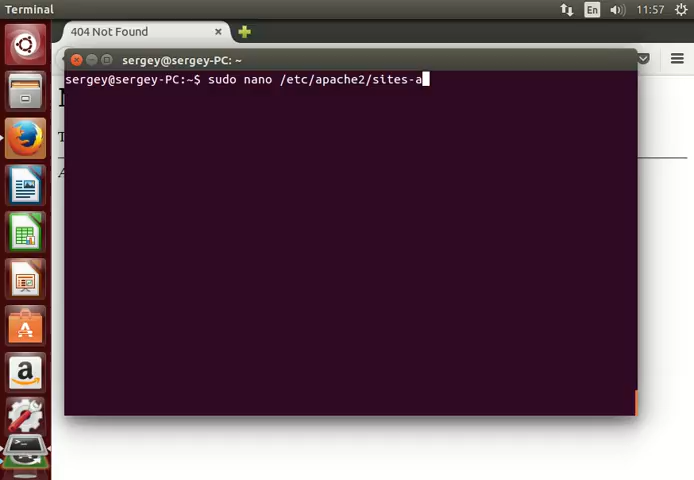 Terminal
En
11:57
404 Not Found
sergey@sergey-PC: ~
sergey@sergey-PC:~$ sudo nano /etc/apache2/sites-a